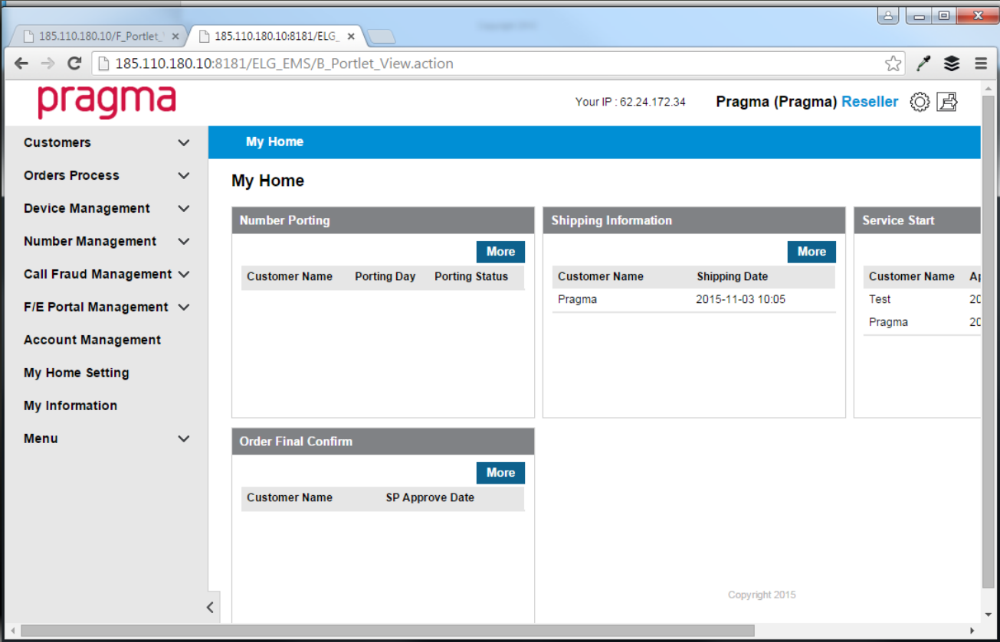 185.110.180.10/F_Portlet_
185.110.180.10:8181/ELG_
185.110.180.10:8181/ELG_EMS/B_Portlet_View.action
pragma
Your IP : 62.24.172.34
Pragma (Pragma) Reseller
Customers
Orders Process
Device Management
Number Management
Call Fraud Management
F/E Portal Management
Account Management
My Home Setting
My Information
Menu
My Home
My Home
Number Porting
More
Customer Name Porting Day Porting Status
Shipping Information
More
Customer Name Shipping Date
Pragma 2015-11-03 10:05
Service Start
Customer Name
Test 20
Pragma 20
Order Final Confirm
More
Customer Name SP Approve Date
Copyright 2015